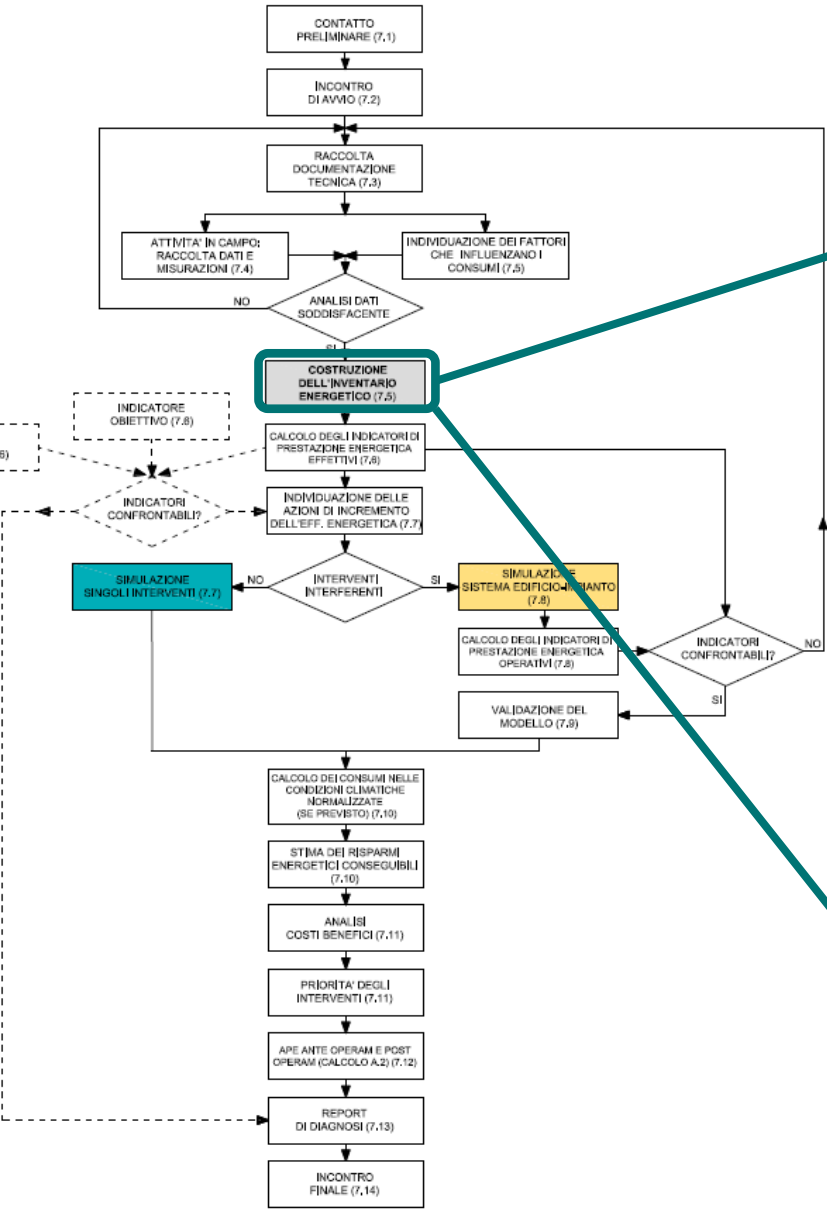 CONTATTO
PRELIMINARE (7.1)
INCONTRO
DI AVVIO (7.2)
RACCOLTA
DOCUMENTAZIONE
TECNICA (7.3)
ATTIVITA' IN CAMPO:
RACCOLTA DATI E
MISURAZIONI (7.4)
INDIVIDUAZIONE DEI FATTORI
CHE INFLUENZANO I
CONSUMI (7.5)
NO
ANALISI DATI
SODDISFACENTE
SI
COSTRUZIONE
DELL'INVENTARIO
ENERGETICO (7.5)
INDICATORE
OBIETTIVO (7.6)
6)
CALCOLO DEGLI INDICATORI DI
PRESTAZIONE ENERGETICA
EFFETTIVI (7.6)
INDICATORI
CONFRONTABILI?
INDIVIDUAZIONE DELLE
AZIONI DI INCREMENTO
DELL'EFF. ENERGETICA (7.7)
SIMULAZIONE
SINGOLI INTERVENTI (7.7)
NO
INTERVENTI
INTERFERENTI
SI
SIMULAZIONE
SISTEMA EDIFICIO-IMPIANTO
(7.8)
CALCOLO DEGLI INDICATORI DI
PRESTAZIONE ENERGETICA
OPERATIVI (7.8)
INDICATORI
CONFRONTABILI?
NO
SI
VALIDAZIONE DEL
MODELLO (7.9)
CALCOLO DEI CONSUMI NELLE
CONDIZIONI CLIMATICHE
NORMALIZZATE
(SE PREVISTO) (7.10)
STIMA DEI RISPARMI
ENERGETICI CONSEGUIBILI
(7.10)
ANALISI
COSTI BENEFICI (7.11)
PRIORITA' DEGLI
INTERVENTI (7.11)
APE ANTE OPERAM E POST
OPERAM (CALCOLO A.2) (7.12)
REPORT
DI DIAGNOSI (7.13)
INCONTRO
FINALE (7.14)